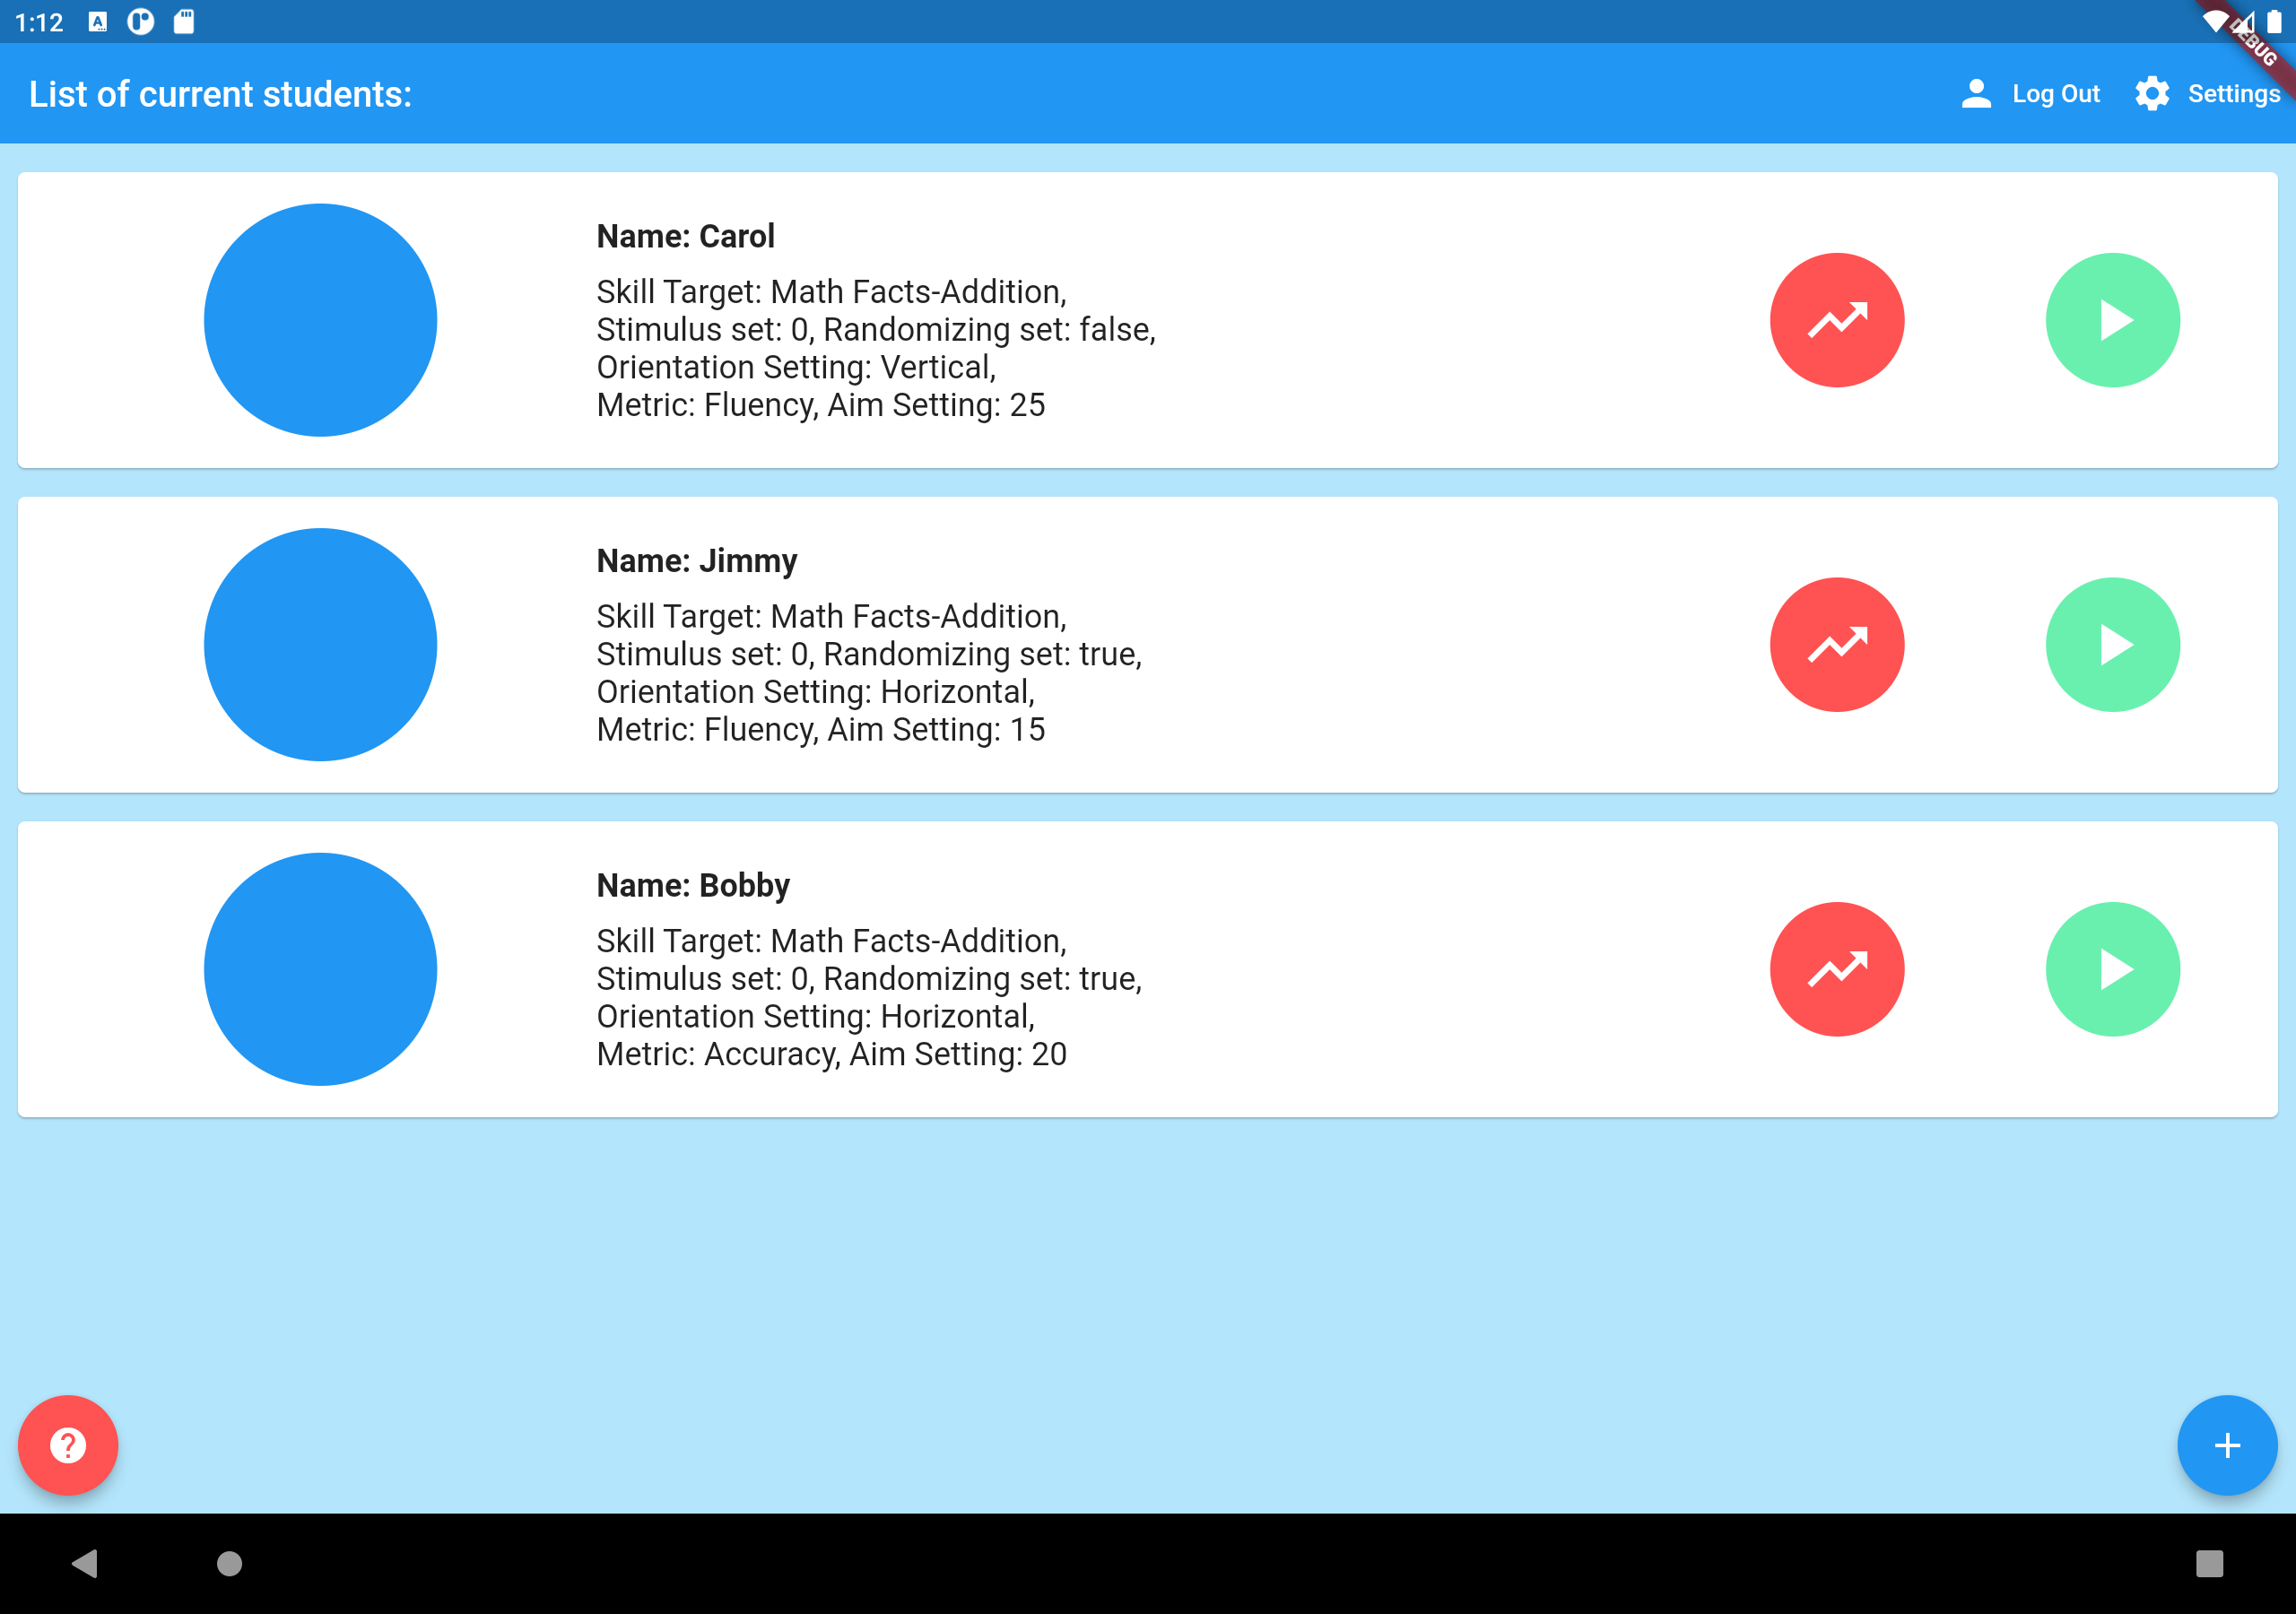 1:12
DEBUG
List of current students:
Log Out
Settings
Name: Carol
Skill Target: Math Facts-Addition,
Stimulus set: 0, Randomizing set: false,
Orientation Setting: Vertical,
Metric: Fluency, Aim Setting: 25
Name: Jimmy
Skill Target: Math Facts-Addition,
Stimulus set: 0, Randomizing set: true,
Orientation Setting: Horizontal,
Metric: Fluency, Aim Setting: 15
Name: Bobby
Skill Target: Math Facts-Addition,
Stimulus set: 0, Randomizing set: true,
Orientation Setting: Horizontal,
Metric: Accuracy, Aim Setting: 20